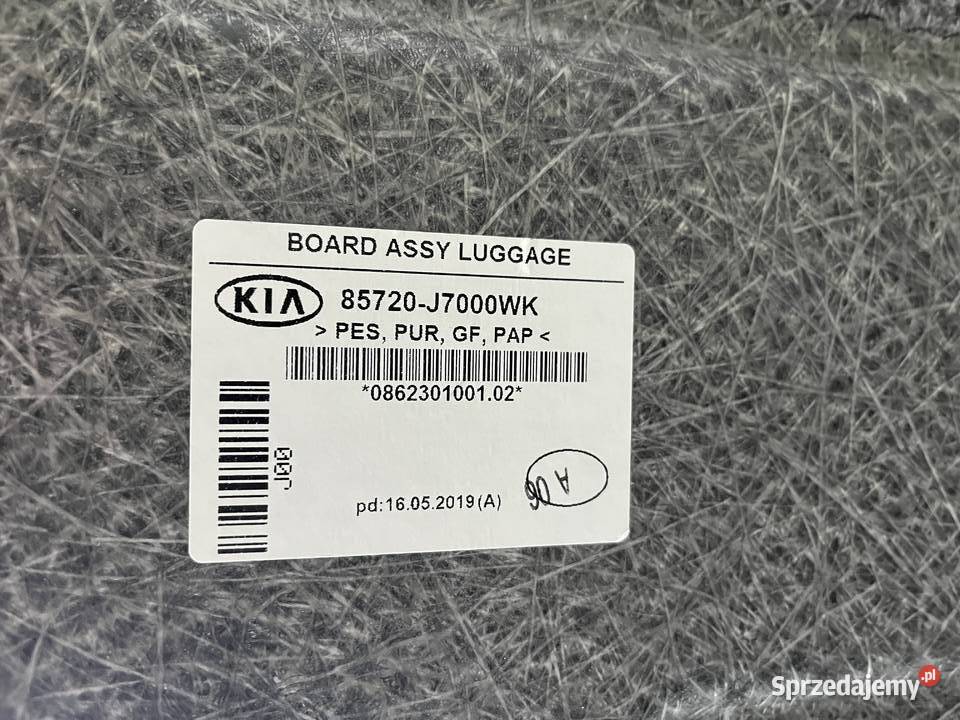 BOARD ASSY LUGGAGE
KIA 85720-J7000WK
> PES, PUR, GF, PAP <
*0862301001.02*
J00
A 06
pd:16.05.2019(A)
Sprzedajemy.pl